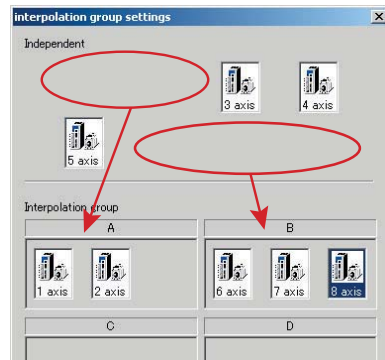 interpolation group settings
Independent
3 axis
4 axis
5 axis
Interpolation group
A
B
1 axis
2 axis
6 axis
7 axis
8 axis
C
D